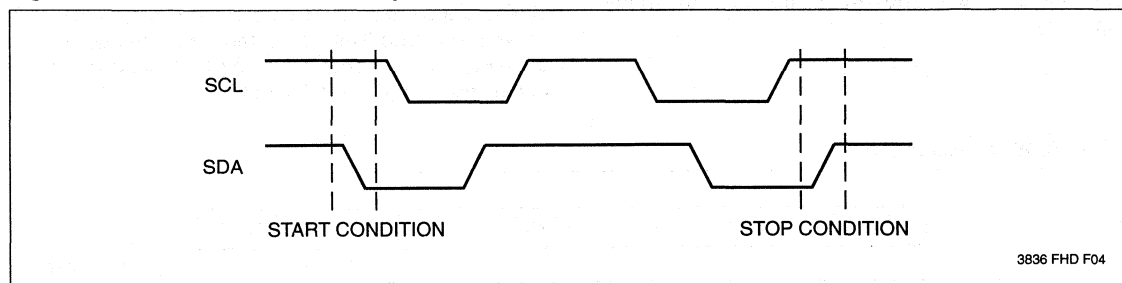 SCL
SDA
START CONDITION
STOP CONDITION
3836 FHD F04